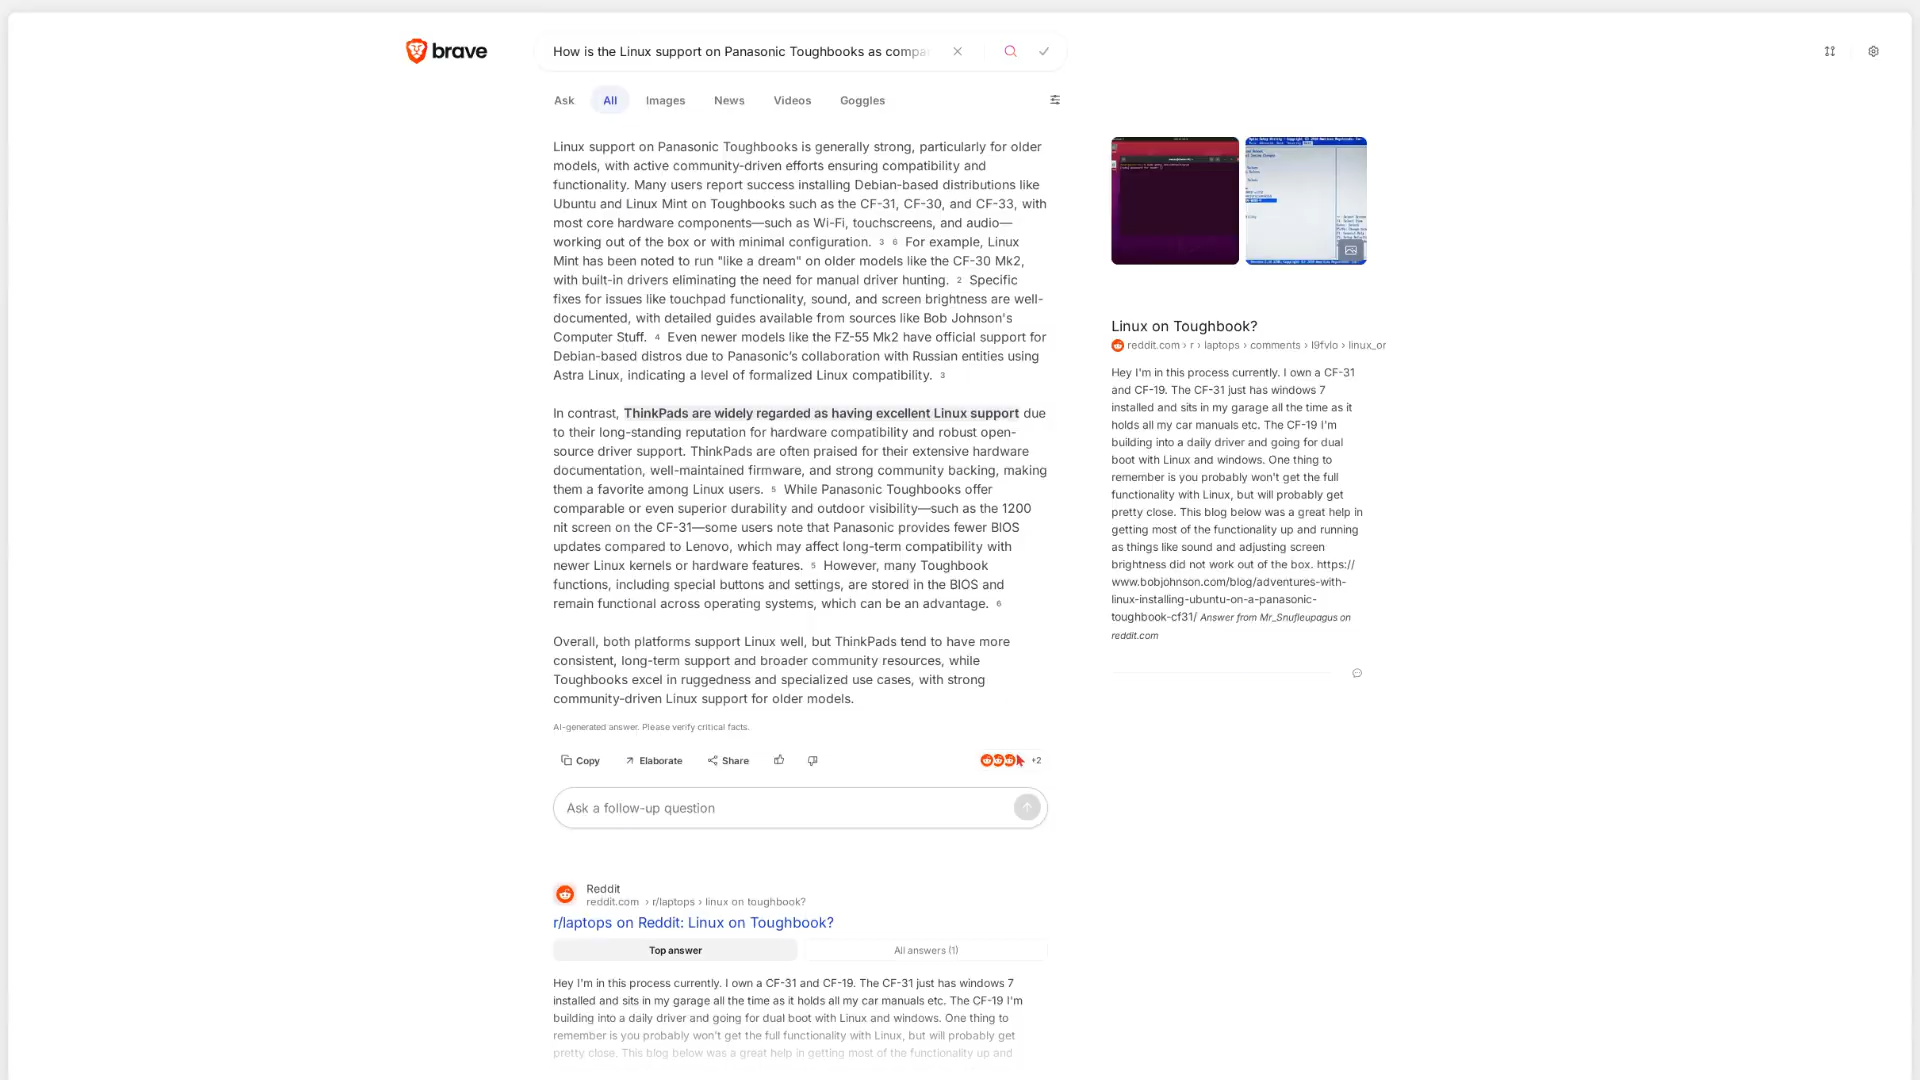 brave
How is the Linux support on Panasonic Toughbooks as compa
Ask
All
Images
News
Videos
Goggles
Linux support on Panasonic Toughbooks is generally strong, particularly for older
models, with active community-driven efforts ensuring compatibility and
functionality. Many users report success installing Debian-based distributions like
Ubuntu and Linux Mint on Toughbooks such as the CF-31, CF-30, and CF-33, with
most core hardware components—such as Wi-Fi, touchscreens, and audio—
working out of the box or with minimal configuration. 3 6 For example, Linux
Mint has been noted to run "like a dream" on older models like the CF-30 Mk2,
with built-in drivers eliminating the need for manual driver hunting. 2 Specific
fixes for issues like touchpad functionality, sound, and screen brightness are well-
documented, with detailed guides available from sources like Bob Johnson's
Computer Stuff. 4 Even newer models like the FZ-55 Mk2 have official support for
Debian-based distros due to Panasonic’s collaboration with Russian entities using
Astra Linux, indicating a level of formalized Linux compatibility. 3
In contrast, ThinkPads are widely regarded as having excellent Linux support due
to their long-standing reputation for hardware compatibility and robust open-
source driver support. ThinkPads are often praised for their extensive hardware
documentation, well-maintained firmware, and strong community backing, making
them a favorite among Linux users. 5 While Panasonic Toughbooks offer
comparable or even superior durability and outdoor visibility—such as the 1200
nit screen on the CF-31—some users note that Panasonic provides fewer BIOS
updates compared to Lenovo, which may affect long-term compatibility with
newer Linux kernels or hardware features. 5 However, many Toughbook
functions, including special buttons and settings, are stored in the BIOS and
remain functional across operating systems, which can be an advantage. 6
Overall, both platforms support Linux well, but ThinkPads tend to have more
consistent, long-term support and broader community resources, while
Toughbooks excel in ruggedness and specialized use cases, with strong
community-driven Linux support for older models.
AI-generated answer. Please verify critical facts.
Copy
Elaborate
Share
+2
Ask a follow-up question
Reddit
reddit.com › r/laptops › linux on toughbook?
r/laptops on Reddit: Linux on Toughbook?
Top answer
All answers (1)
Hey I'm in this process currently. I own a CF-31 and CF-19. The CF-31 just has windows 7
installed and sits in my garage all the time as it holds all my car manuals etc. The CF-19 I'm
building into a daily driver and going for dual boot with Linux and windows. One thing to
remember is you probably won't get the full functionality with Linux, but will probably get
pretty close. This blog below was a great help in getting most of the functionality up and
Linux on Toughbook?
reddit.com › r › laptops › comments › l9fvlo › linux_or
Hey I'm in this process currently. I own a CF-31
and CF-19. The CF-31 just has windows 7
installed and sits in my garage all the time as it
holds all my car manuals etc. The CF-19 I'm
building into a daily driver and going for dual
boot with Linux and windows. One thing to
remember is you probably won't get the full
functionality with Linux, but will probably get
pretty close. This blog below was a great help in
getting most of the functionality up and running
as things like sound and adjusting screen
brightness did not work out of the box. https://
www.bobjohnson.com/blog/adventures-with-
linux-installing-ubuntu-on-a-panasonic-
toughbook-cf31/ Answer from Mr_Snufleupagus on
reddit.com